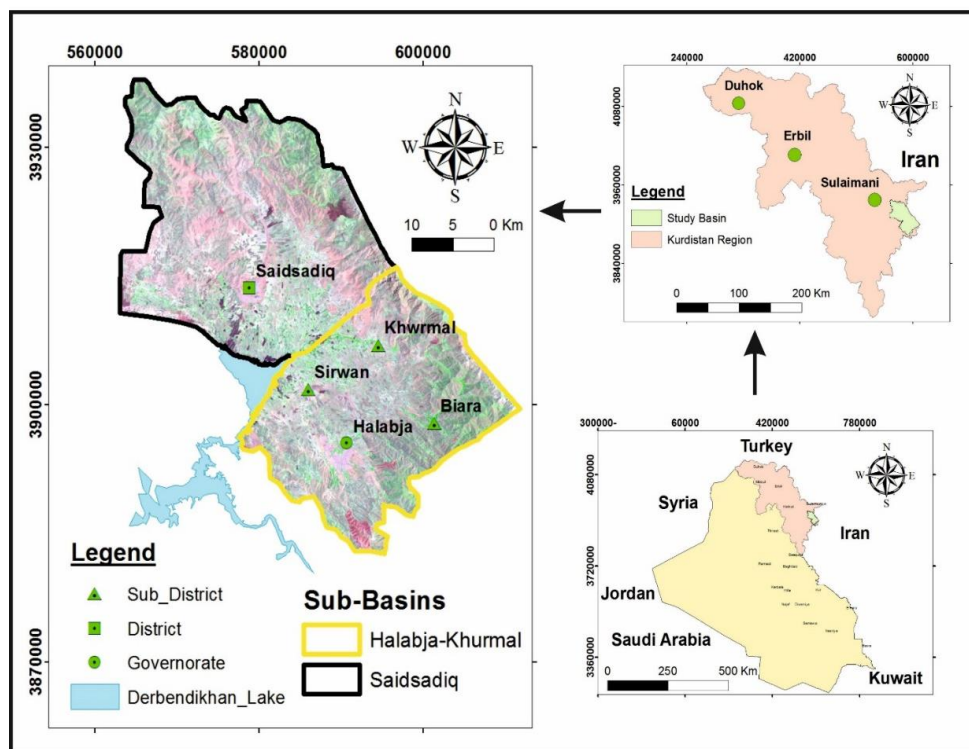 560000 580000 600000
3930000
3900000
3870000
N
W E
S
10 5 0 Km
Saidsadiq
Khwrmal
Sirwan
Biara
Halabja
Legend
Sub_District
District
Governorate
Derbendikhan_Lake
Sub-Basins
Halabja-Khurmal
Saidsadiq
240000 420000 600000
4080000
3960000
3840000
Duhok
Erbil
Sulaimani
Iran
N
W E
S
Legend
Study Basin
Kurdistan Region
0 100 200 Km
300000- 60000 420000 780000
4080000
3720000
3360000
Turkey
Syria
Iran
Jordan
Saudi Arabia
Kuwait
N
W E
S
0 250 500 Km